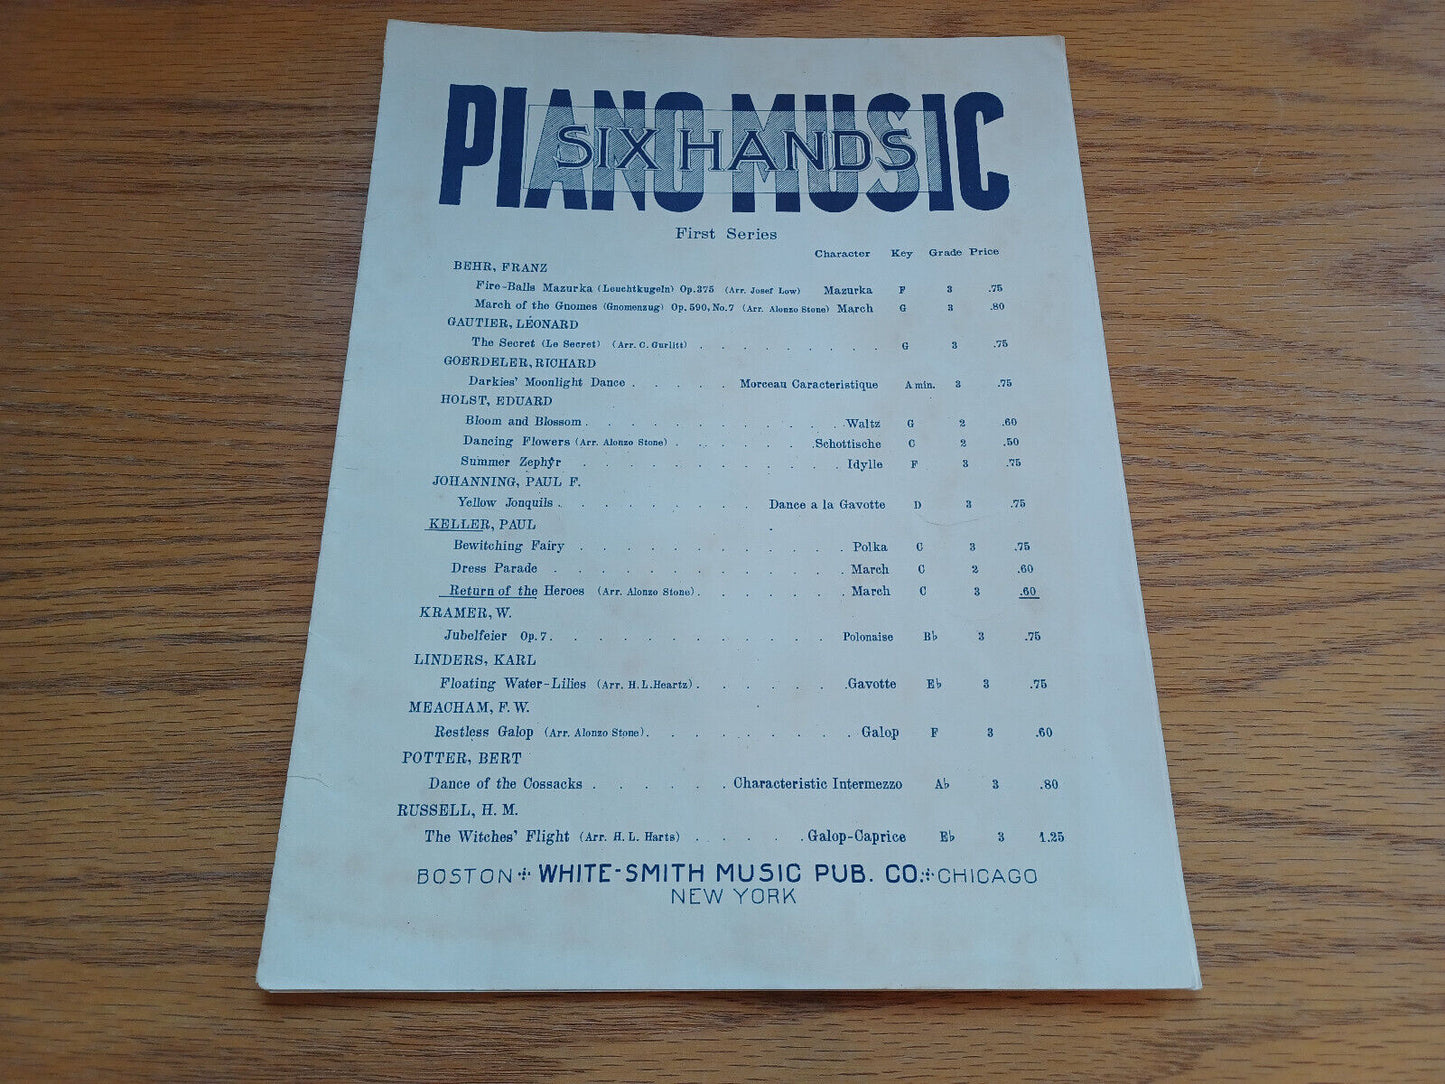 PIANO MUSIC
SIX HANDS
First Series
Character Key Grade Price
BEHR, FRANZ
Fire-Balls Mazurka (Leuchtkugeln) Op.375 (Arr. Josef Low) Mazurka F 3 .75
March of the Gnomes (Gnomenzug) Op. 590, No. 7 (Arr. Alonzo Stone) March G 3 .80
GAUTIER, LÉONARD
The Secret (Le Secret) (Arr. C. Gurlitt) . . . . . . . . . G 3 .75
GOERDELER, RICHARD
Darkies' Moonlight Dance . . . . . Morceau Caracteristique A min. 3 .75
HOLST, EDUARD
Bloom and Blossom . . . . . . . . . . . . Waltz G 2 .60
Dancing Flowers (Arr. Alonzo Stone) . . . . . . . Schottische C 2 .50
Summer Zephyr . . . . . . . . . . . . Idylle F 3 .75
JOHANNING, PAUL F.
Yellow Jonquils . . . . . . . . Dance a la Gavotte D 3 .75
KELLER, PAUL
Bewitching Fairy . . . . . . . . . . . . Polka C 3 .75
Dress Parade . . . . . . . . . . . . . March C 2 .60
Return of the Heroes (Arr. Alonzo Stone) . . . . . . . March C 3 .60
KRAMER, W.
Jubelfeier Op. 7 . . . . . . . . . . . . Polonaise B♭ 3 .75
LINDERS, KARL
Floating Water-Lilies (Arr. H. L. Heartz) . . . . . . . Gavotte E♭ 3 .75
MEACHAM, F. W.
Restless Galop (Arr. Alonzo Stone) . . . . . . . . Galop F 3 .60
POTTER, BERT
Dance of the Cossacks . . . . . . Characteristic Intermezzo A♭ 3 .80
RUSSELL, H. M.
The Witches' Flight (Arr. H. L. Harts) . . . . . . Galop-Caprice E♭ 3 1.25
BOSTON WHITE-SMITH MUSIC PUB. CO. CHICAGO
NEW YORK